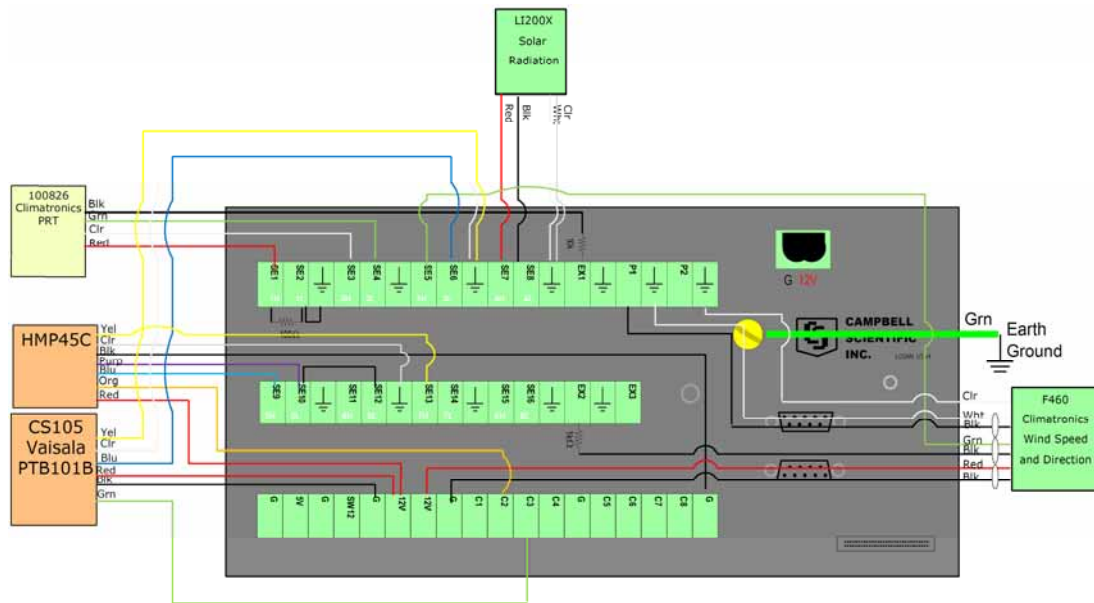 LI200X
Solar
Radiation
Red
Blk
Clr
Wht
100826
Climatronics
PRT
Blk
Grn
Clr
Red
10k
SE1
SE2
SE3
SE4
SE5
SE6
SE7
SE8
EX1
P1
P2
G 12V
CAMPBELL
SCIENTIFIC
INC.
Grn
Earth
Ground
HMP45C
Yel
Clr
Blk
Purp
Blu
Org
Red
SE9
SE10
SE11
SE12
SE13
SE14
SE15
SE16
EX2
EX3
F460
Climatronics
Wind Speed
and Direction
Clr
Wht
Blk
Grn
Blk
Red
Blk
CS105
Vaisala
PTB101B
Yel
Clr
Blu
Red
Blk
Grn
G
5V
G
SW12
G
12V
12V
G
C1
C2
C3
C4
G
C5
C6
C7
C8
G